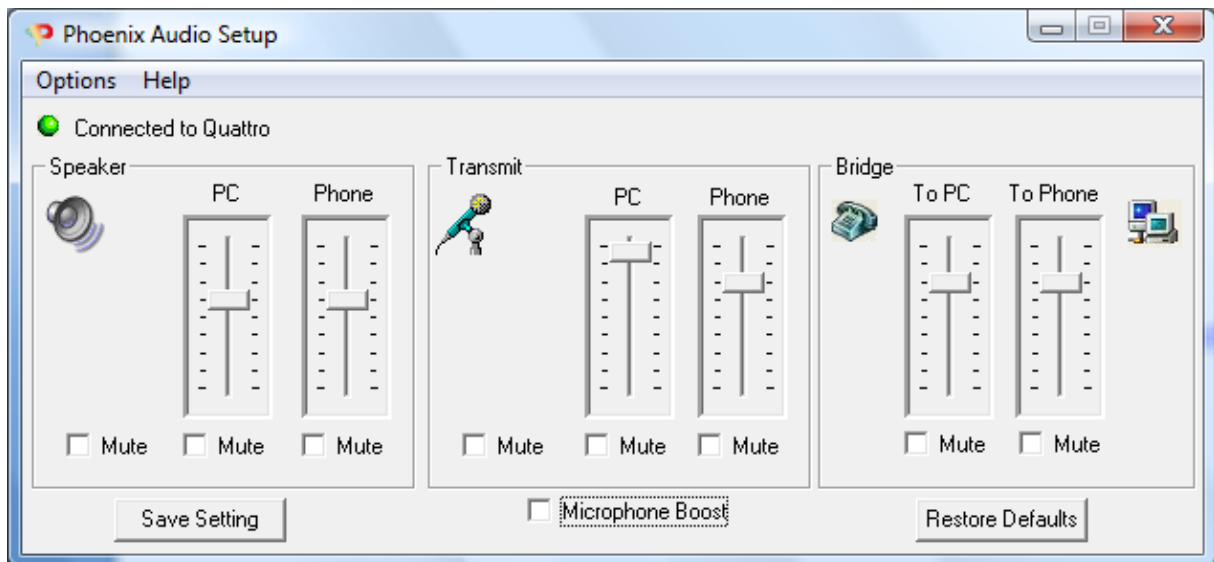 Phoenix Audio Setup
Options Help
Connected to Quattro
Speaker
PC Phone
Mute Mute Mute
Transmit
PC Phone
Mute Mute Mute
Bridge
To PC To Phone
Mute Mute
Save Setting
Microphone Boost
Restore Defaults